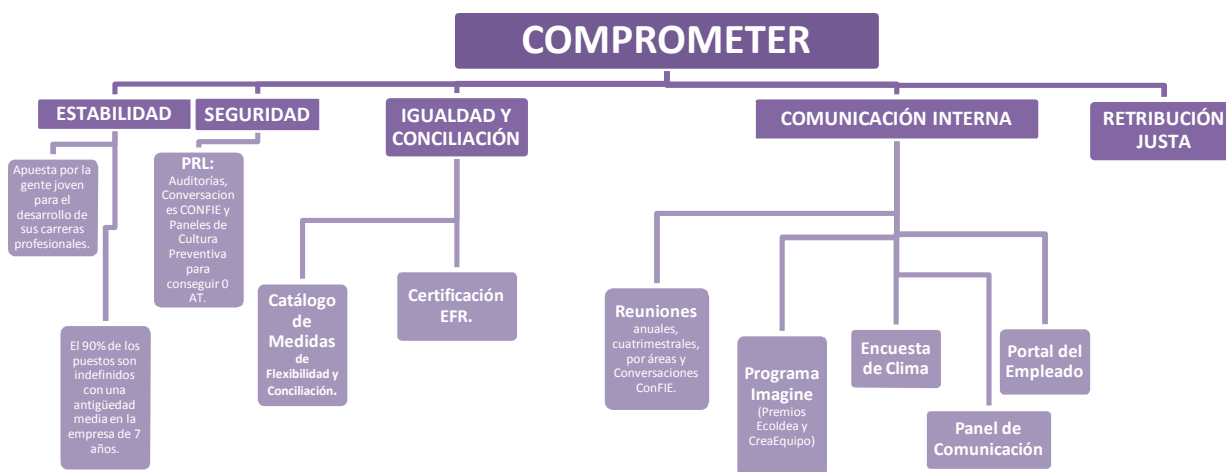 COMPROMETER
ESTABILIDAD
SEGURIDAD
IGUALDAD Y
CONCILIACIÓN
COMUNICACIÓN INTERNA
RETRIBUCIÓN
JUSTA
Apuesta por la
gente joven
para el
desarrollo de
sus carreras
profesionales.
El 90% de los
puestos son
indefinidos
con una
antigüedad
media en la
empresa de 7
años.
PRL:
Auditorías,
Conversacion
es CONFIE y
Paneles de
Cultura
Preventiva
para
conseguir 0
AT.
Catálogo
de
Medidas
de
Flexibilidad y
Conciliación.
Certificación
EFR.
Reuniones
anuales,
cuatrimestrales,
por áreas y
Conversaciones
ConFIE.
Programa
Imagine
(Premios
EcoIdea y
CreaEquipo)
Encuesta
de Clima
Panel de
Comunicación
Portal del
Empleado